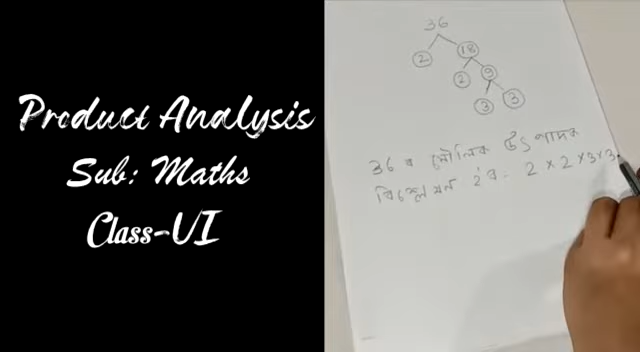 Product Analysis
Sub: Maths
Class-VI
36
2 18
2 9
3 3
36 ৰ মৌলিক উৎপাদক
বিশ্লেষণ হ'ব - 2 × 2 × 3 × 3